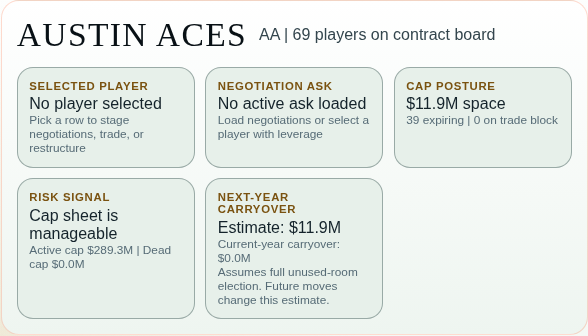 AUSTIN ACES AA | 69 players on contract board
SELECTED PLAYER
No player selected
Pick a row to stage
negotiations, trade, or
restructure
NEGOTIATION ASK
No active ask loaded
Load negotiations or select a
player with leverage
CAP POSTURE
$11.9M space
39 expiring | 0 on trade block
RISK SIGNAL
Cap sheet is
manageable
Active cap $289.3M | Dead
cap $0.0M
NEXT-YEAR
CARRYOVER
Estimate: $11.9M
Current-year carryover:
$0.0M
Assumes full unused-room
election. Future moves
change this estimate.